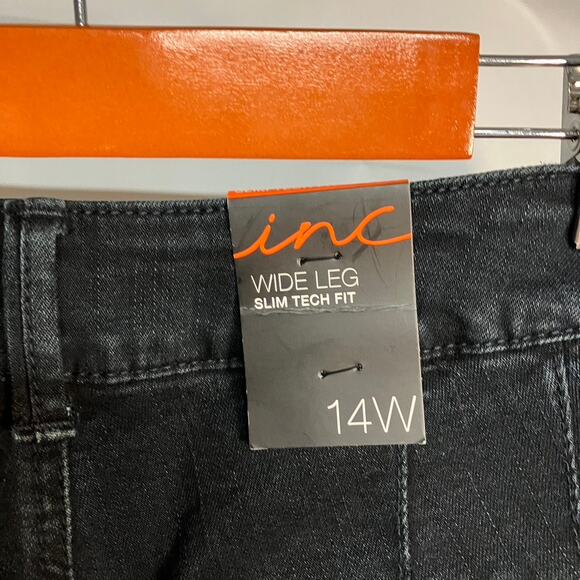 inc
WIDE LEG
SLIM TECH FIT
14W